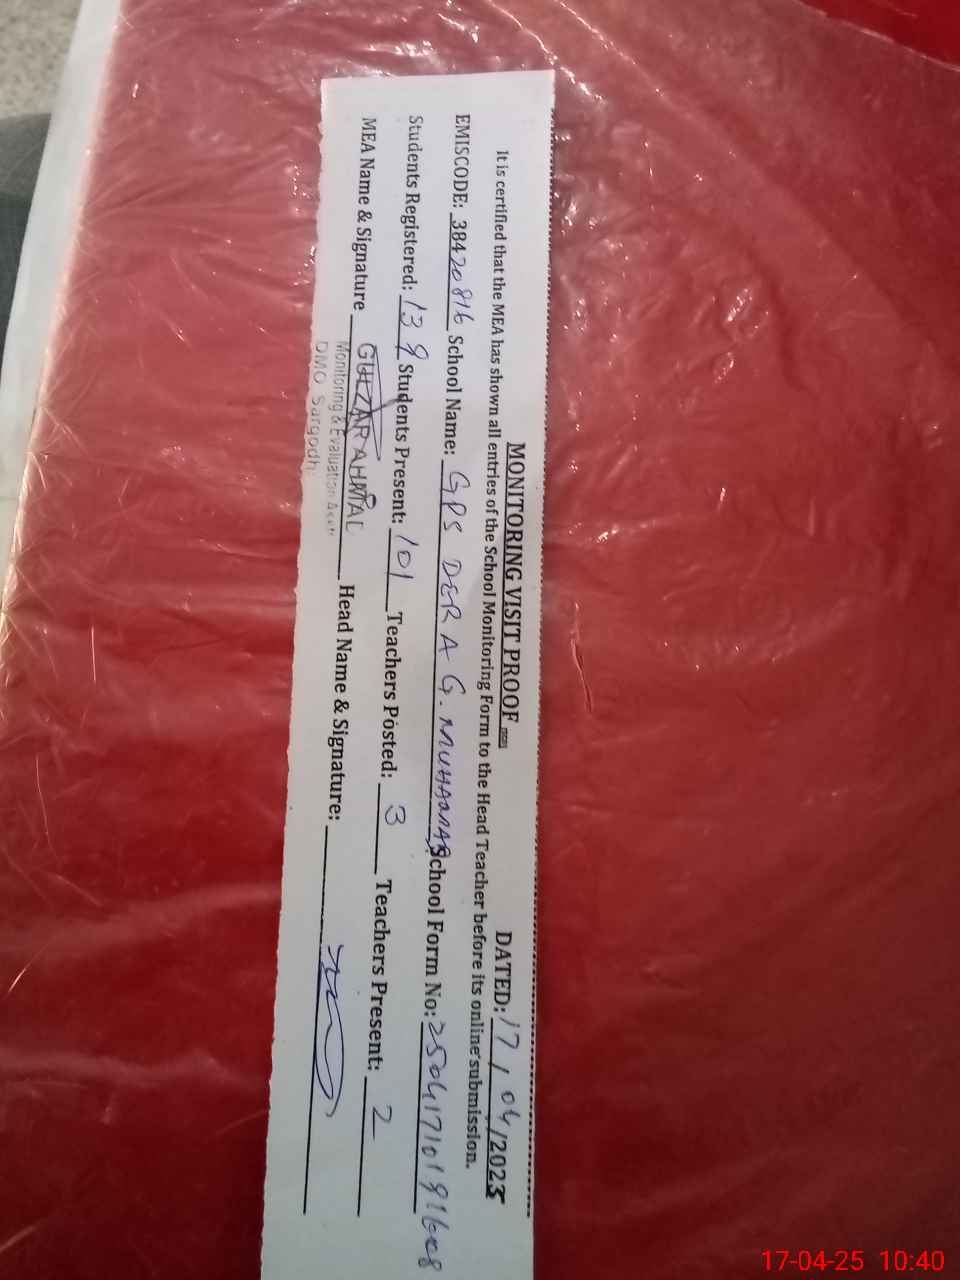 MONITORING VISIT PROOF
DATED: 17/04/2025
It is certified that the MEA has shown all entries of the School Monitoring Form to the Head Teacher before its online submission.
EMISCODE: 38420816 School Name: GPS DERA G. MUHAMMAD School Form No:
Students Registered: 139 Students Present: 101 Teachers Posted: 3 Teachers Present: 2
MEA Name & Signature GULZAR AHMAD Head Name & Signature:
Monitoring & Evaluation
DMO Sargodh
17-04-25 10:40